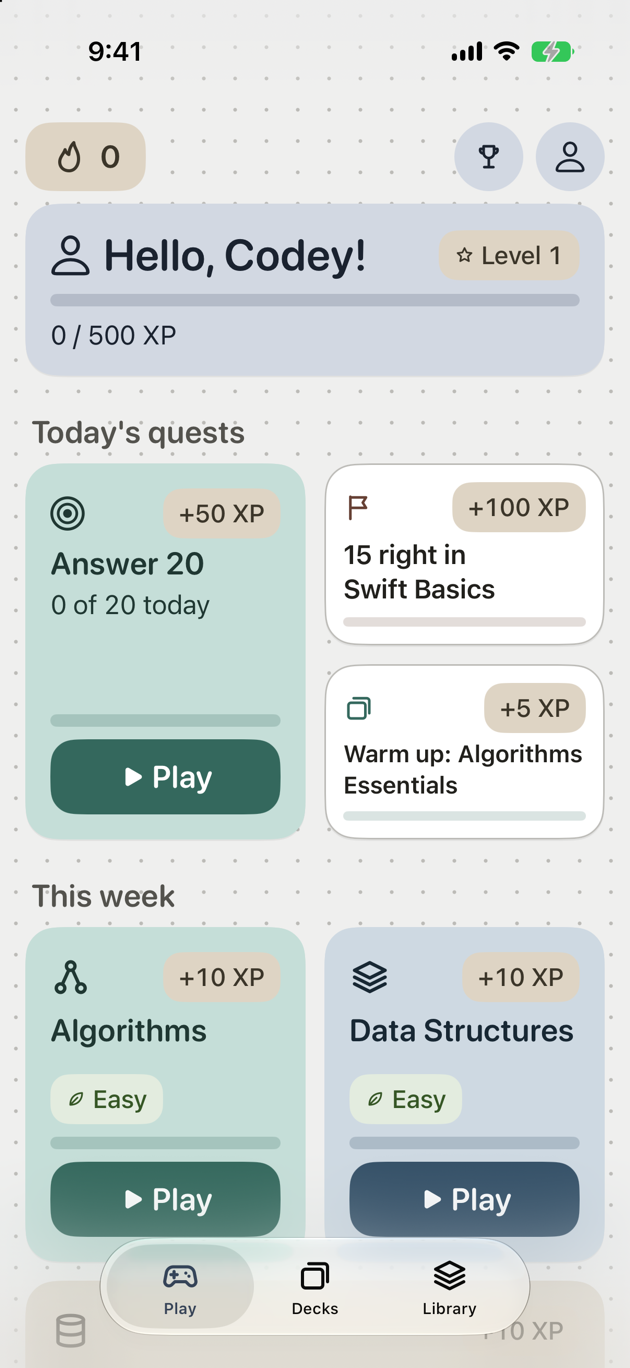 9:41
0
Hello, Codey!
Level 1
0 / 500 XP
Today's quests
+50 XP
Answer 20
0 of 20 today
Play
+100 XP
15 right in
Swift Basics
+5 XP
Warm up: Algorithms
Essentials
This week
+10 XP
Algorithms
Easy
Play
+10 XP
Data Structures
Easy
Play
10 XP
Play
Decks
Library